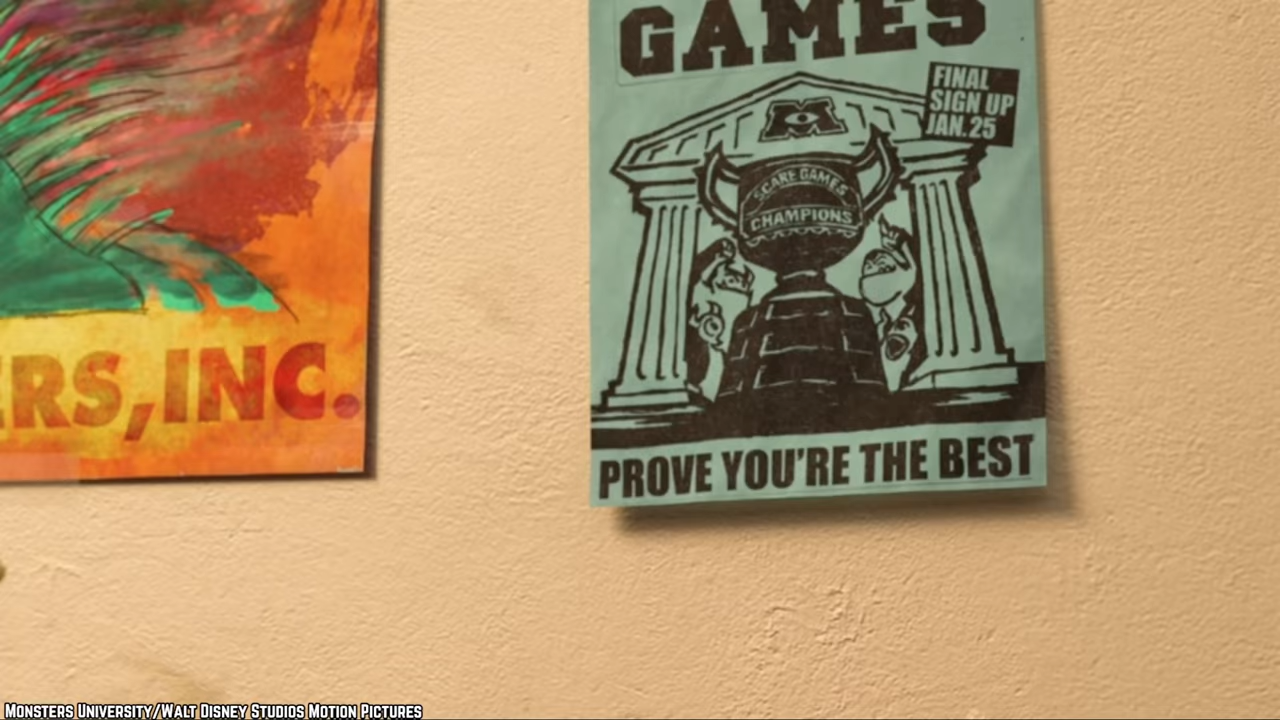 GAMES
FINAL
SIGN UP
JAN. 25
M
SCARE GAMES
CHAMPIONS
ERS, INC.
PROVE YOU'RE THE BEST
MONSTERS UNIVERSITY/WALT DISNEY STUDIOS MOTION PICTURES